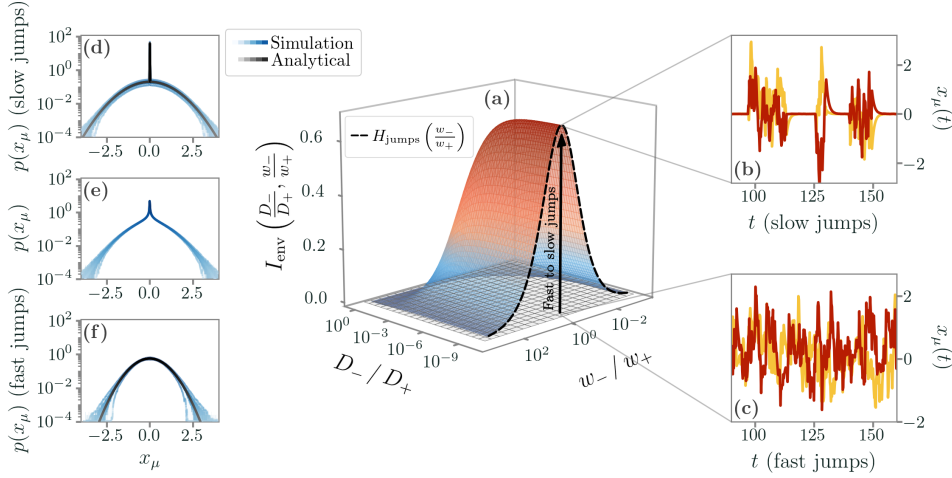 (d)
p(x_μ) (slow jumps)
10^2
10^0
10^{-2}
10^{-4}
−2.5 0.0 2.5
Simulation
Analytical
(e)
p(x_μ)
10^2
10^0
10^{-2}
10^{-4}
−2.5 0.0 2.5
(f)
p(x_μ) (fast jumps)
10^2
10^0
10^{-2}
10^{-4}
−2.5 0.0 2.5
x_μ
(a)
H_jumps (w_−/w_+)
I_env (D_−/D_+, w_−/w_+)
0.6
0.4
0.2
0.0
Fast to slow jumps
10^0
10^{-3}
10^{-6}
10^{-9}
D_− / D_+
10^2
10^0
10^{-2}
w_− / w_+
(b)
2
0
−2
x_μ(t)
100 125 150
t (slow jumps)
(c)
2
0
−2
x_μ(t)
100 125 150
t (fast jumps)